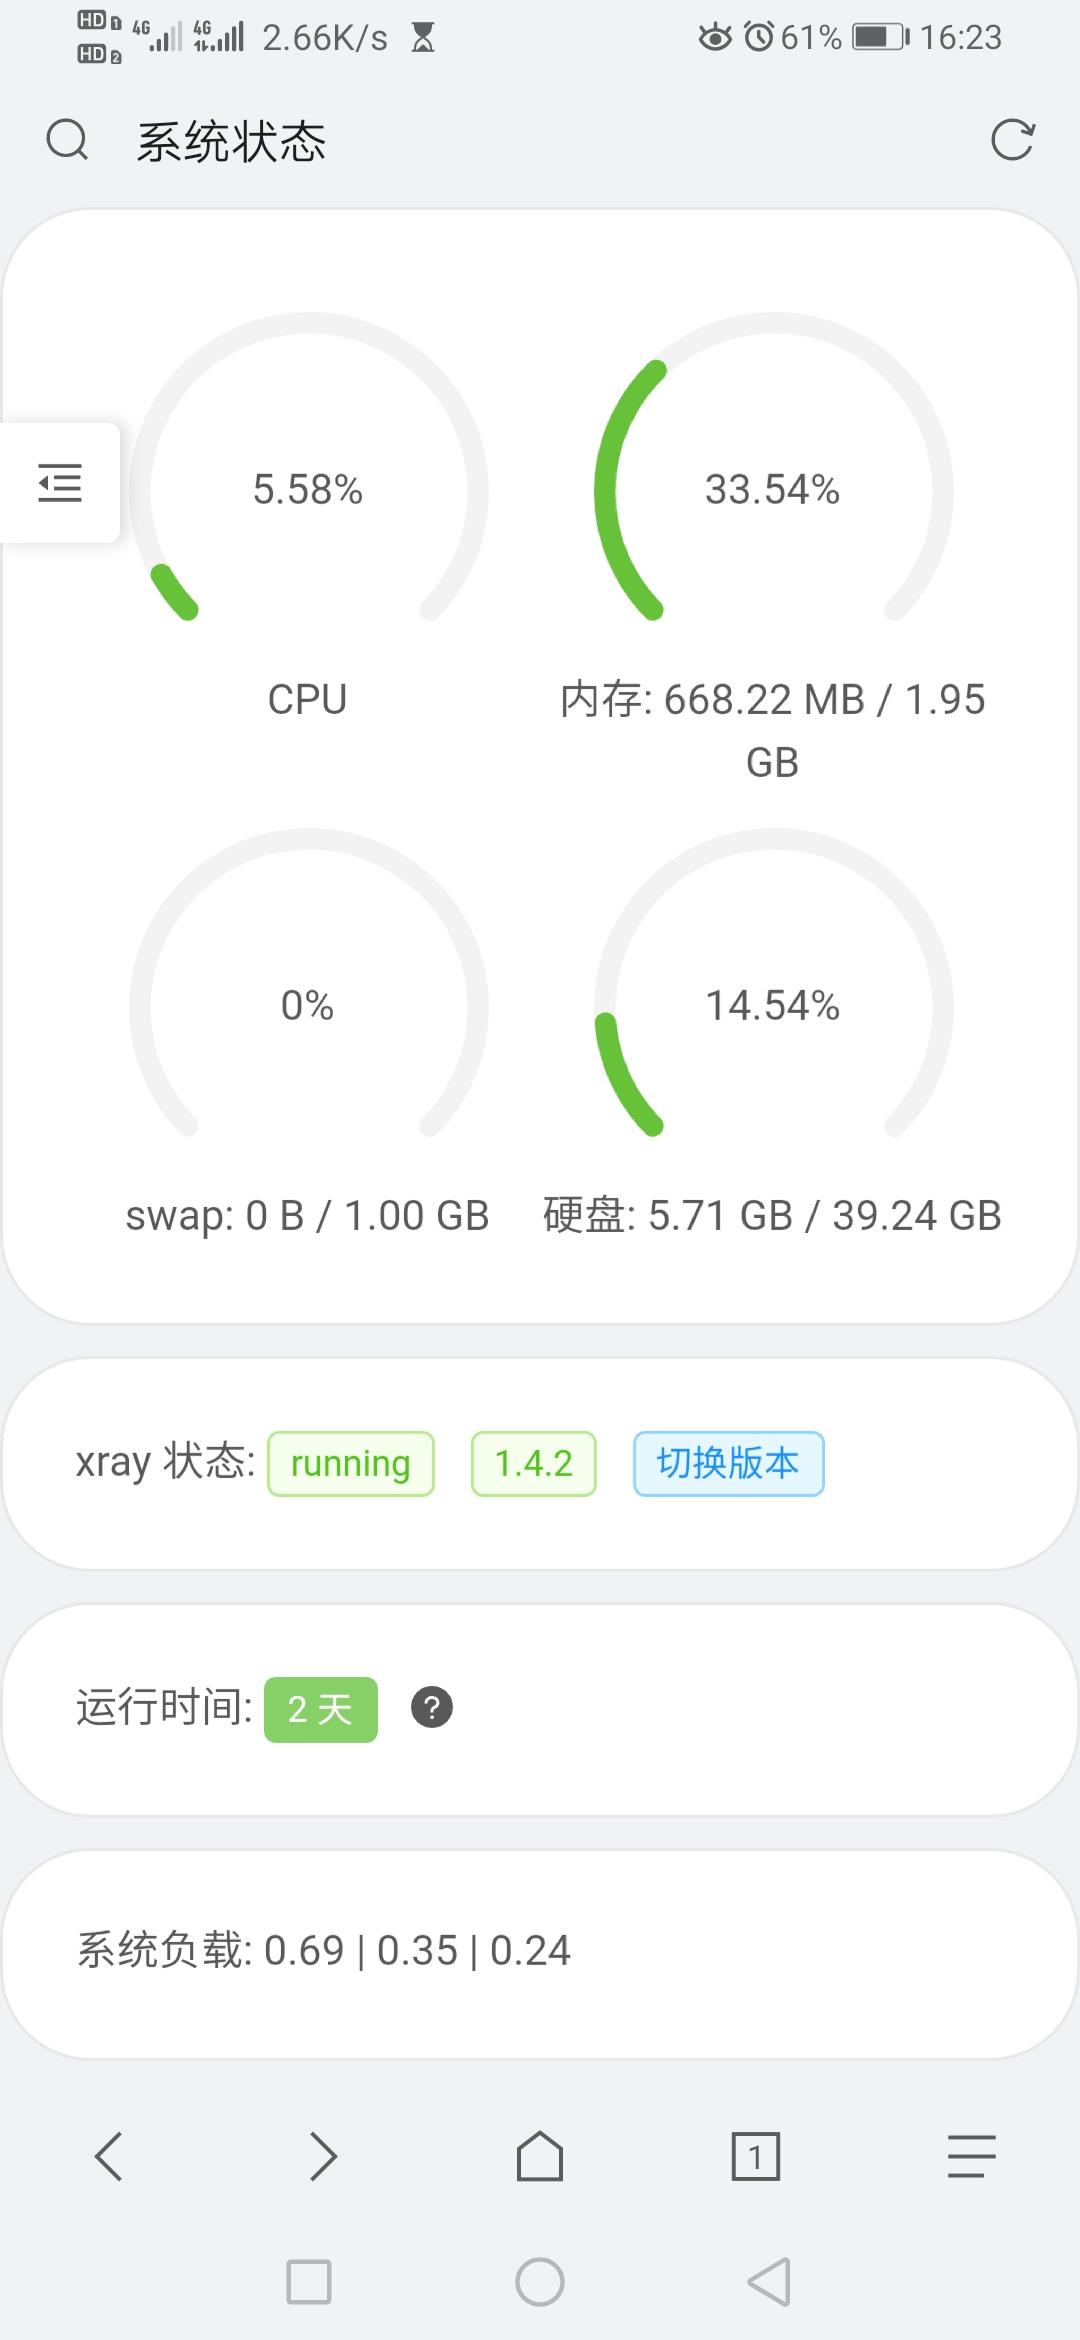 HD 1 4G 4G 2.66K/s 61% 16:23
HD 2
系统状态
5.58% 33.54%
CPU 内存: 668.22 MB / 1.95
GB
0% 14.54%
swap: 0 B / 1.00 GB 硬盘: 5.71 GB / 39.24 GB
xray 状态: running 1.4.2 切换版本
运行时间: 2 天 ?
系统负载: 0.69 | 0.35 | 0.24
1